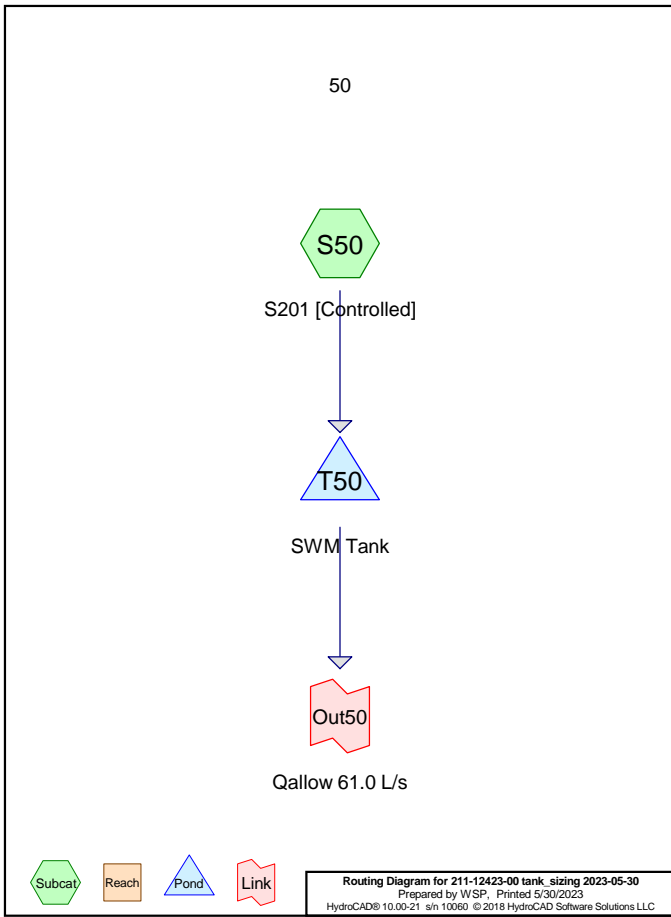 50
S50
S201 [Controlled]
T50
SWM Tank
Out50
Qallow 61.0 L/s
Subcat
Reach
Pond
Link
Routing Diagram for 211-12423-00 tank_sizing 2023-05-30
Prepared by WSP, Printed 5/30/2023
HydroCAD® 10.00-21 s/n 10060 © 2018 HydroCAD Software Solutions LLC